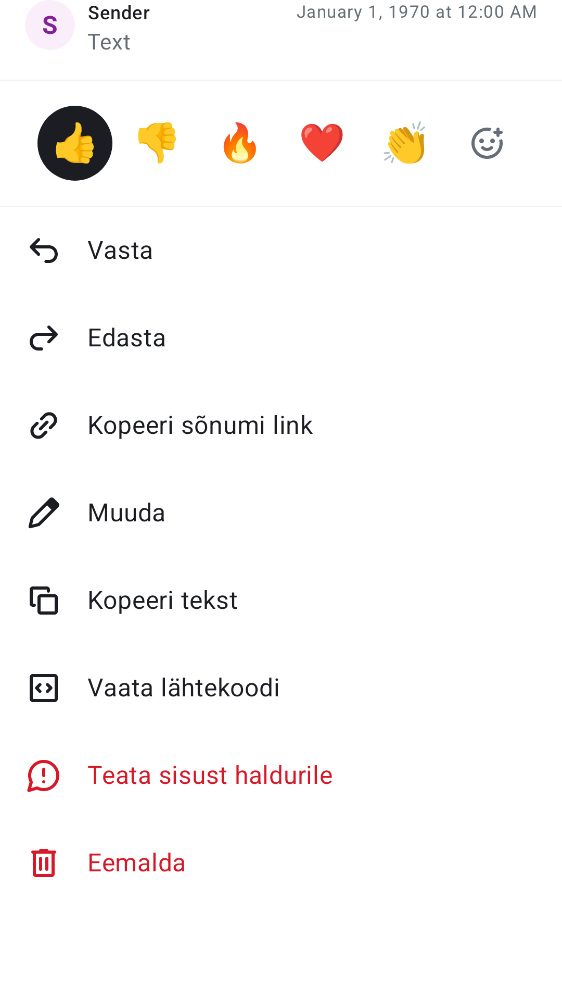 S
Sender
January 1, 1970 at 12:00 AM
Text
Vasta
Edasta
Kopeeri sõnumi link
Muuda
Kopeeri tekst
Vaata lähtekoodi
Teata sisust haldurile
Eemalda